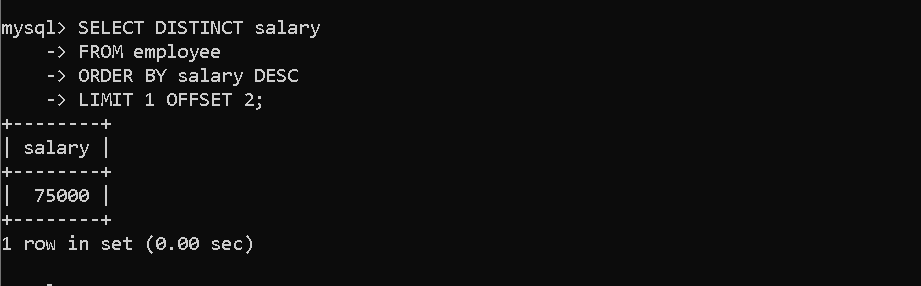 mysql> SELECT DISTINCT salary
    -> FROM employee
    -> ORDER BY salary DESC
    -> LIMIT 1 OFFSET 2;
+--------+
| salary |
+--------+
|  75000 |
+--------+
1 row in set (0.00 sec)